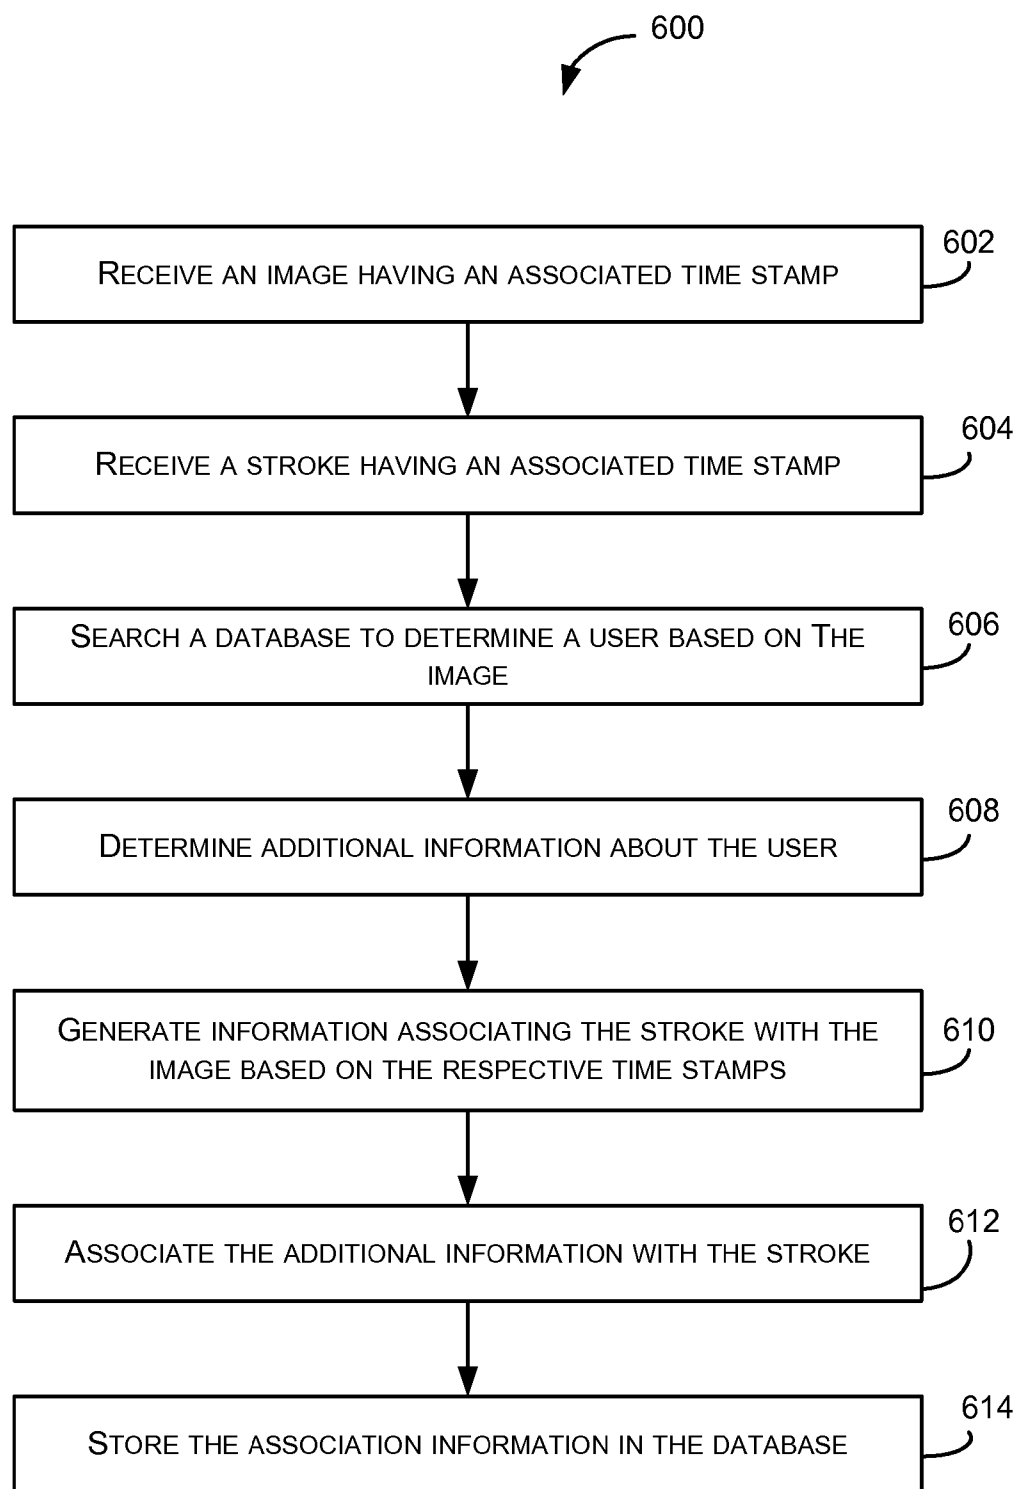 600
602
RECEIVE AN IMAGE HAVING AN ASSOCIATED TIME STAMP
604
RECEIVE A STROKE HAVING AN ASSOCIATED TIME STAMP
606
SEARCH A DATABASE TO DETERMINE A USER BASED ON THE
IMAGE
608
DETERMINE ADDITIONAL INFORMATION ABOUT THE USER
610
GENERATE INFORMATION ASSOCIATING THE STROKE WITH THE
IMAGE BASED ON THE RESPECTIVE TIME STAMPS
612
ASSOCIATE THE ADDITIONAL INFORMATION WITH THE STROKE
614
STORE THE ASSOCIATION INFORMATION IN THE DATABASE